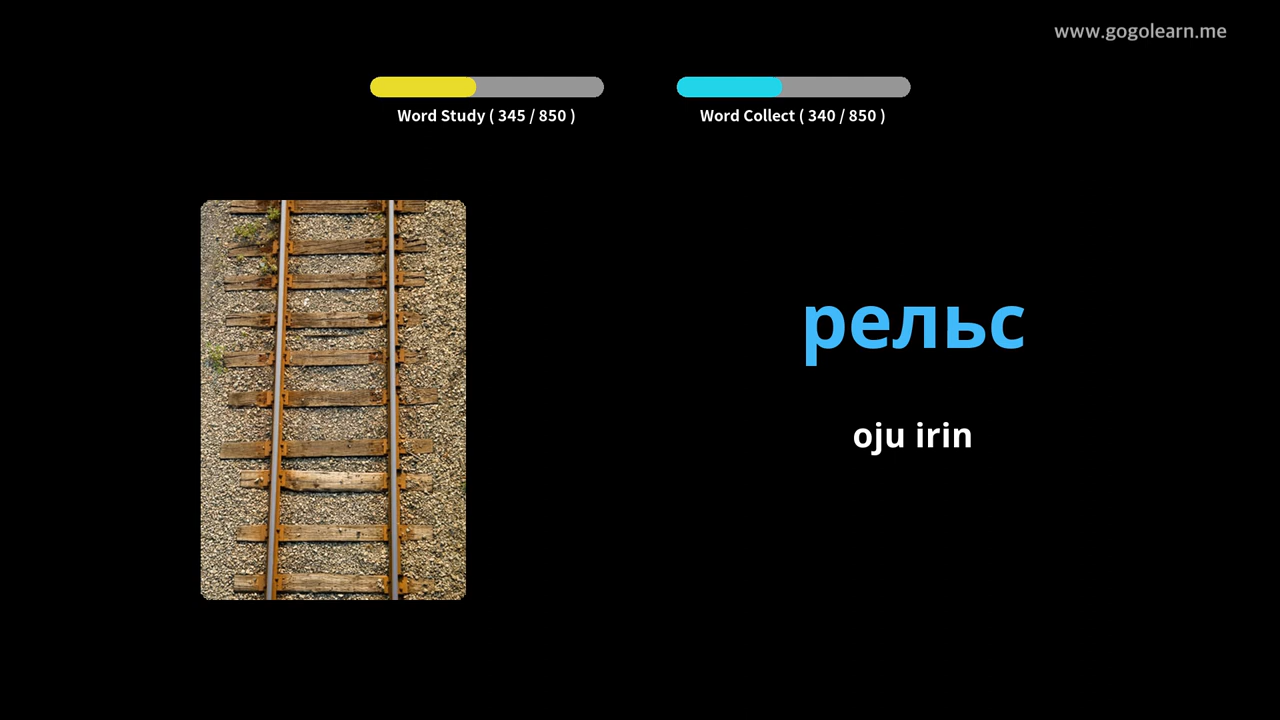 www.gogolearn.me
Word Study ( 345 / 850 )
Word Collect ( 340 / 850 )
рельс
oju irin